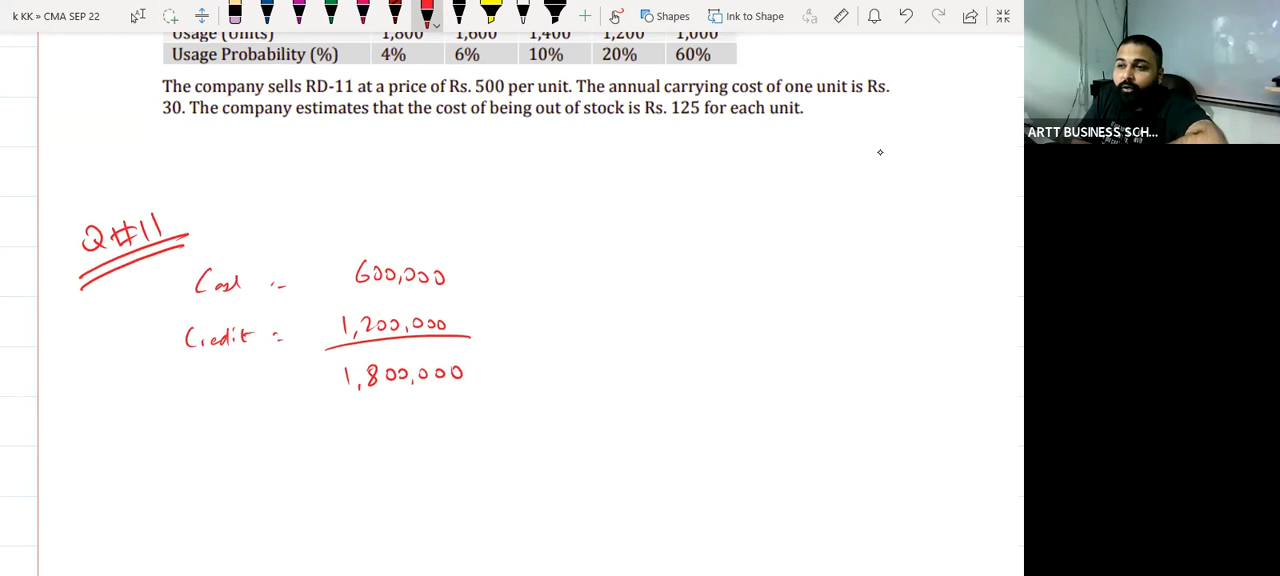 k KK » CMA SEP 22
Shapes
Ink to Shape
Usage (Units) 1,800 1,600 1,400 1,200 1,000
Usage Probability (%) 4% 6% 10% 20% 60%
The company sells RD-11 at a price of Rs. 500 per unit. The annual carrying cost of one unit is Rs.
30. The company estimates that the cost of being out of stock is Rs. 125 for each unit.
ARTT BUSINESS SCH...
Q#11
Cash :- 600,000
Credit :- 1,200,000
1,800,000